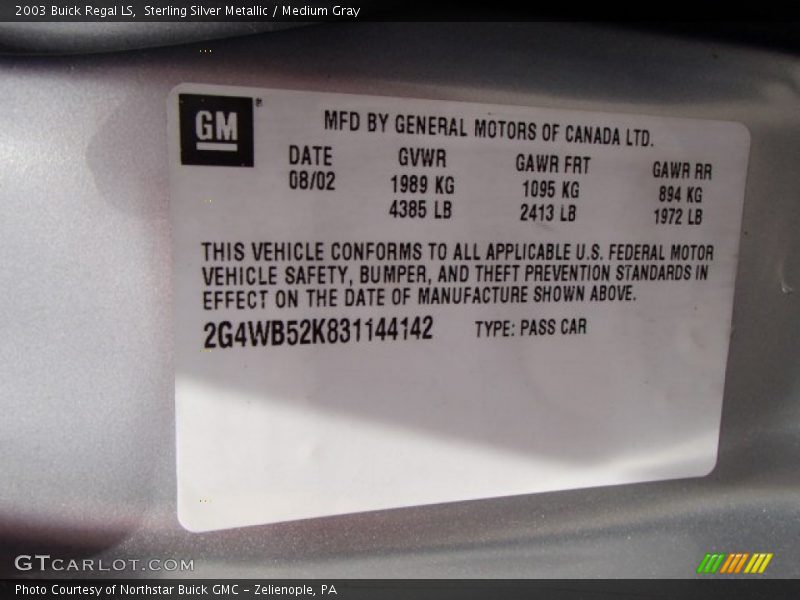 2003 Buick Regal LS, Sterling Silver Metallic / Medium Gray
GM®
MFD BY GENERAL MOTORS OF CANADA LTD.
DATE GVWR GAWR FRT GAWR RR
08/02 1989 KG 1095 KG 894 KG
4385 LB 2413 LB 1972 LB
THIS VEHICLE CONFORMS TO ALL APPLICABLE U.S. FEDERAL MOTOR
VEHICLE SAFETY, BUMPER, AND THEFT PREVENTION STANDARDS IN
EFFECT ON THE DATE OF MANUFACTURE SHOWN ABOVE.
2G4WB52K831144142 TYPE: PASS CAR
GTCARLOT.COM
Photo Courtesy of Northstar Buick GMC - Zelienople, PA